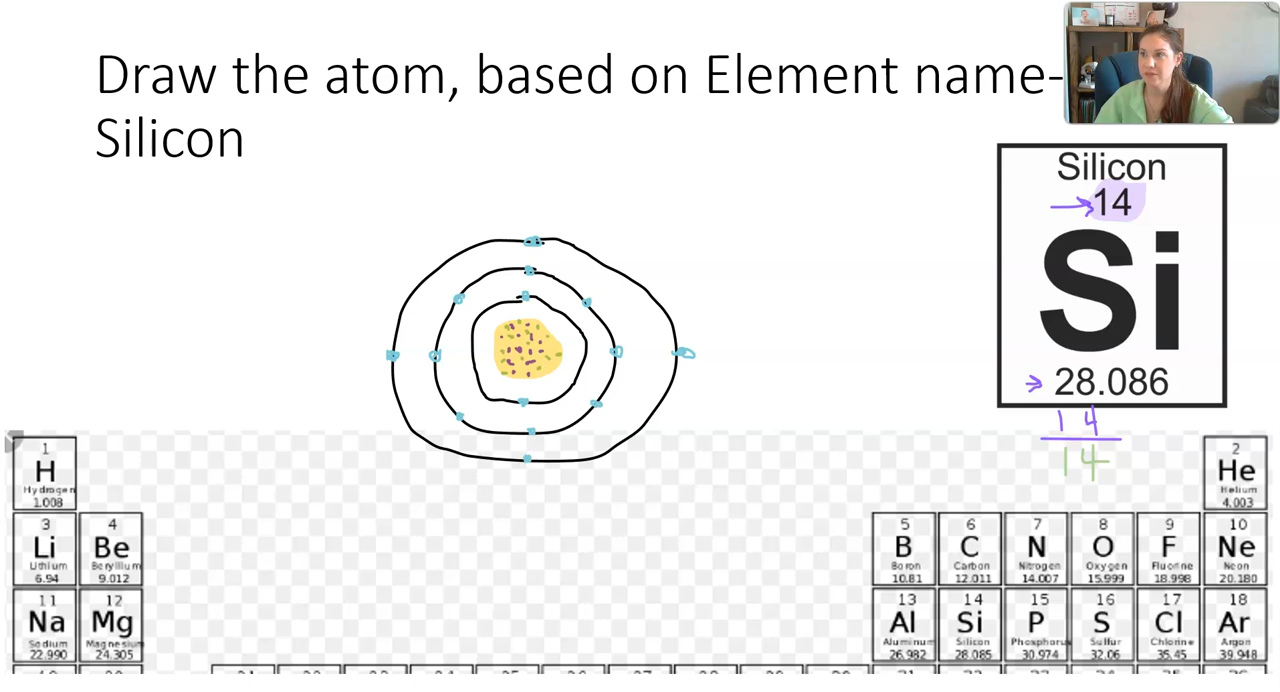 Draw the atom, based on Element name-
Silicon
Silicon
14
Si
28.086
14
14
1
H
Hydrogen
1.008
2
He
Helium
4.003
3
Li
Lithium
6.94
4
Be
Beryllium
9.012
5
B
Boron
10.81
6
C
Carbon
12.011
7
N
Nitrogen
14.007
8
O
Oxygen
15.999
9
F
Fluorine
18.998
10
Ne
Neon
20.180
11
Na
Sodium
22.990
12
Mg
Magnesium
24.305
13
Al
Aluminum
26.982
14
Si
Silicon
28.085
15
P
Phosphorus
30.974
16
S
Sulfur
32.06
17
Cl
Chlorine
35.45
18
Ar
Argon
39.948